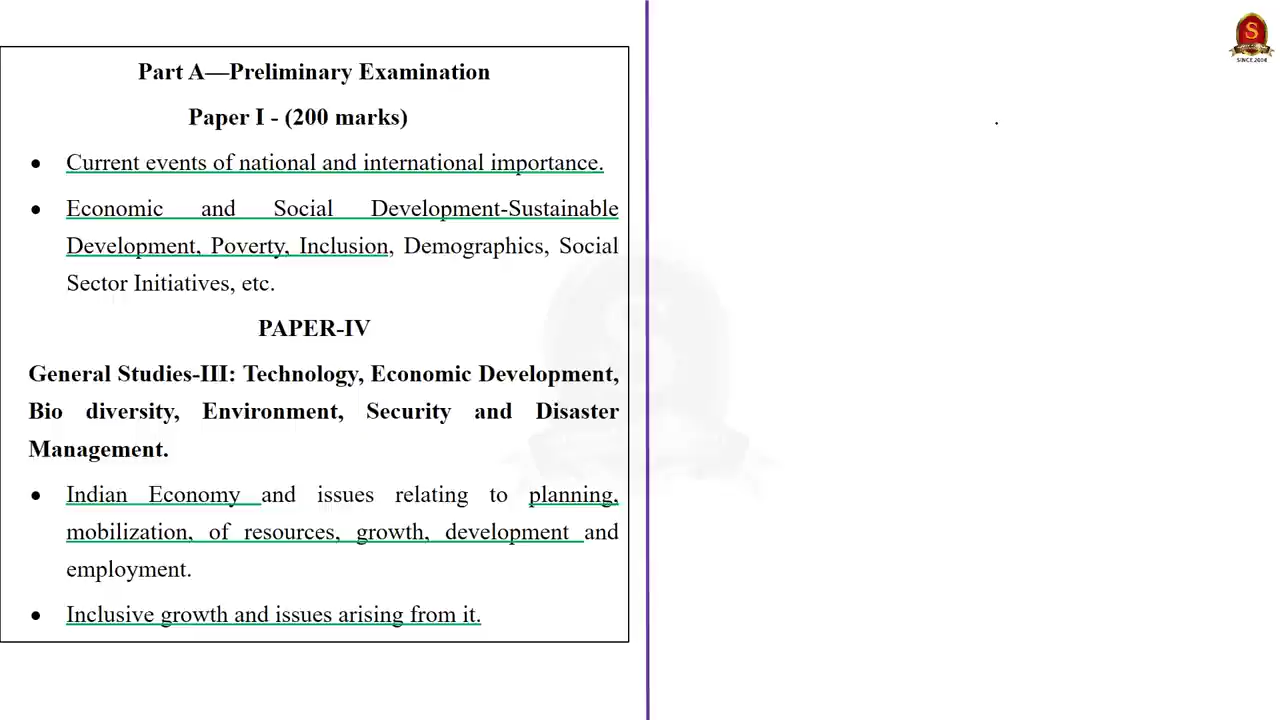 Part A—Preliminary Examination
Paper I - (200 marks)
● Current events of national and international importance.
● Economic and Social Development-Sustainable
Development, Poverty, Inclusion, Demographics, Social
Sector Initiatives, etc.
PAPER-IV
General Studies-III: Technology, Economic Development,
Bio diversity, Environment, Security and Disaster
Management.
● Indian Economy and issues relating to planning,
mobilization, of resources, growth, development and
employment.
● Inclusive growth and issues arising from it.
S
SINCE 2004